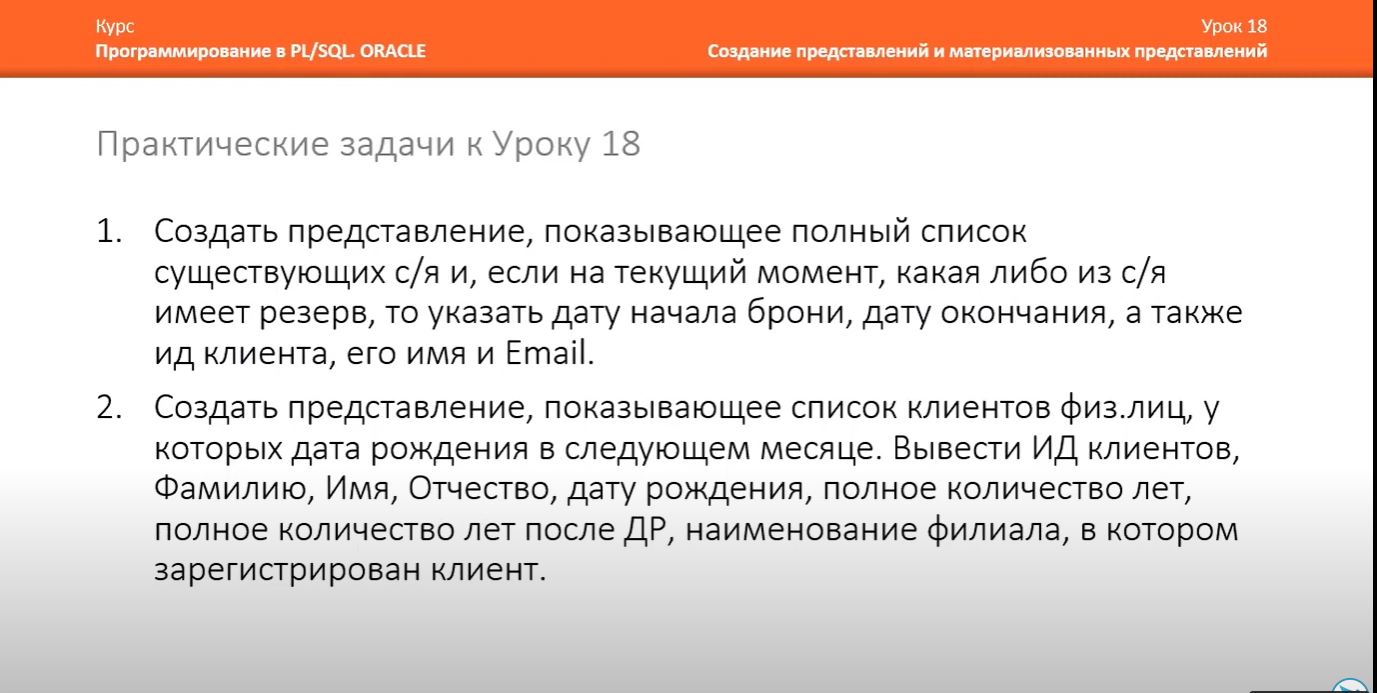 Курс
Программирование в PL/SQL. ORACLE
Урок 18
Создание представлений и материализованных представлений
Практические задачи к Уроку 18
1. Создать представление, показывающее полный список
существующих с/я и, если на текущий момент, какая либо из с/я
имеет резерв, то указать дату начала брони, дату окончания, а также
ид клиента, его имя и Email.
2. Создать представление, показывающее список клиентов физ.лиц, у
которых дата рождения в следующем месяце. Вывести ИД клиентов,
Фамилию, Имя, Отчество, дату рождения, полное количество лет,
полное количество лет после ДР, наименование филиала, в котором
зарегистрирован клиент.